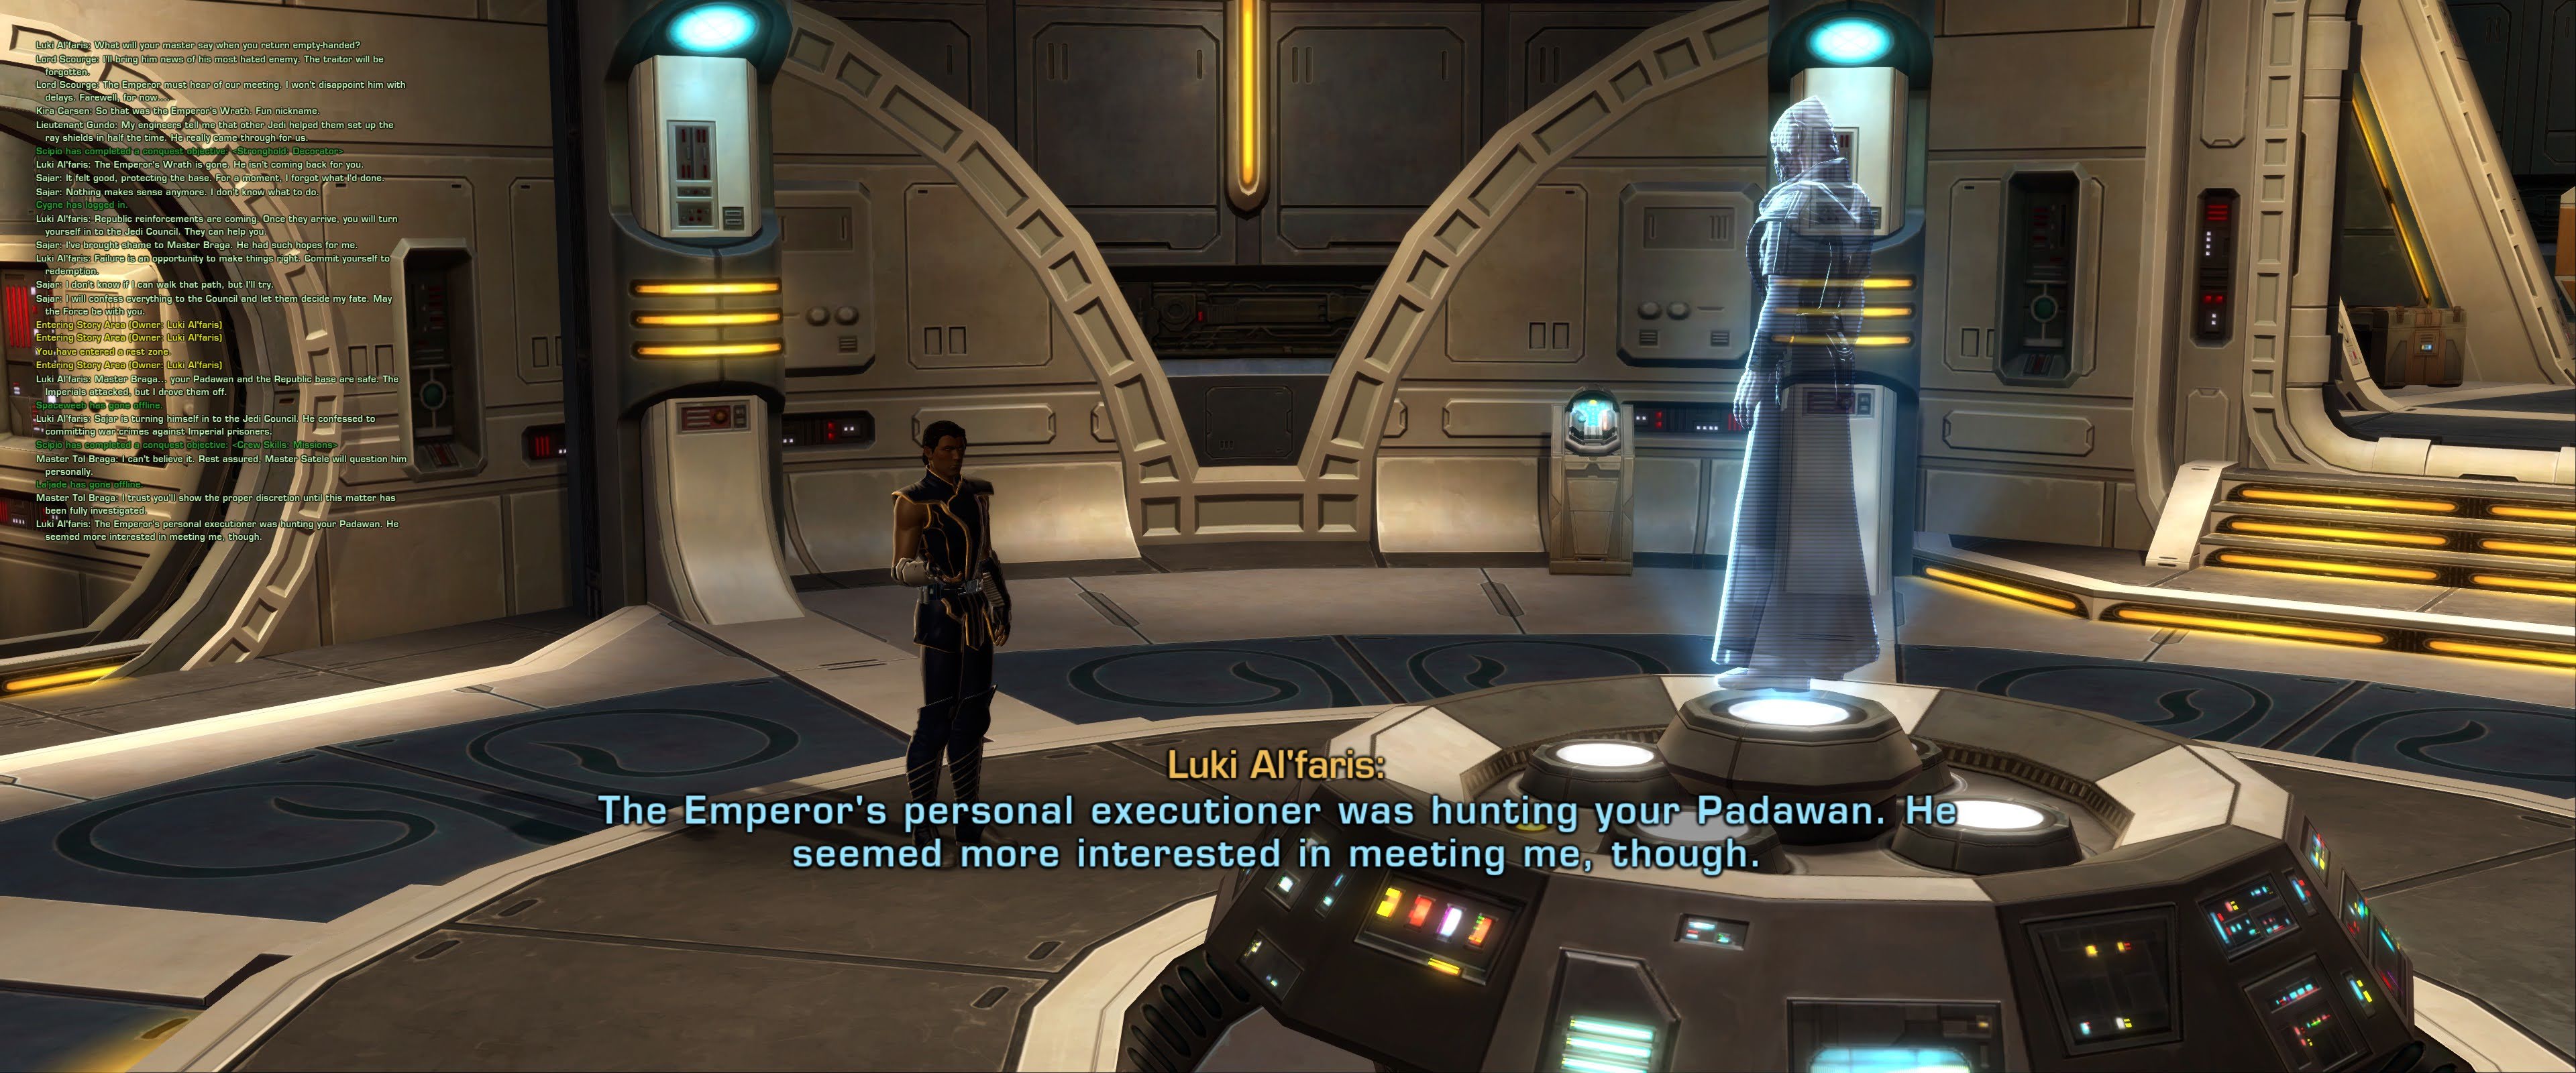 Luki Al'faris: What will your master say when you return empty-handed?
Lord Scourge: I'll bring him news of his most hated enemy. The traitor will be
forgotten.
Lord Scourge: The Emperor must hear of our meeting. I won't disappoint him with
delays. Farewell, for now...
Kira Carsen: So that was the Emperor's Wrath. Fun nickname.
Lieutenant Gundo: My engineers tell me that other Jedi helped them set up the
ray shields in half the time. He really came through for us.
Scipio has completed a conquest objective: <Stronghold: Decorator>
Luki Al'faris: The Emperor's Wrath is gone. He isn't coming back for you.
Sajar: It felt good, protecting the base. For a moment, I forgot what I'd done.
Sajar: Nothing makes sense anymore. I don't know what to do.
Cygne has logged in.
Luki Al'faris: Republic reinforcements are coming. Once they arrive, you will turn
yourself in to the Jedi Council. They can help you.
Sajar: I've brought shame to Master Braga. He had such hopes for me.
Luki Al'faris: Failure is an opportunity to make things right. Commit yourself to
redemption.
Sajar: I don't know if I can walk that path, but I'll try.
Sajar: I will confess everything to the Council and let them decide my fate. May
the Force be with you.
Entering Story Area (Owner: Luki Al'faris)
Entering Story Area (Owner: Luki Al'faris)
You have entered a rest zone.
Entering Story Area (Owner: Luki Al'faris)
Luki Al'faris: Master Braga... your Padawan and the Republic base are safe. The
Imperials attacked, but I drove them off.
Spaceweeb has gone offline.
Luki Al'faris: Sajar is turning himself in to the Jedi Council. He confessed to
committing war crimes against Imperial prisoners.
Scipio has completed a conquest objective: <Crew Skills: Missions>
Master Tol Braga: I can't believe it. Rest assured, Master Satele will question him
personally.
Laljade has gone offline.
Master Tol Braga: I trust you'll show the proper discretion until this matter has
been fully investigated.
Luki Al'faris: The Emperor's personal executioner was hunting your Padawan. He
seemed more interested in meeting me, though.
Luki Al'faris:
The Emperor's personal executioner was hunting your Padawan. He
seemed more interested in meeting me, though.